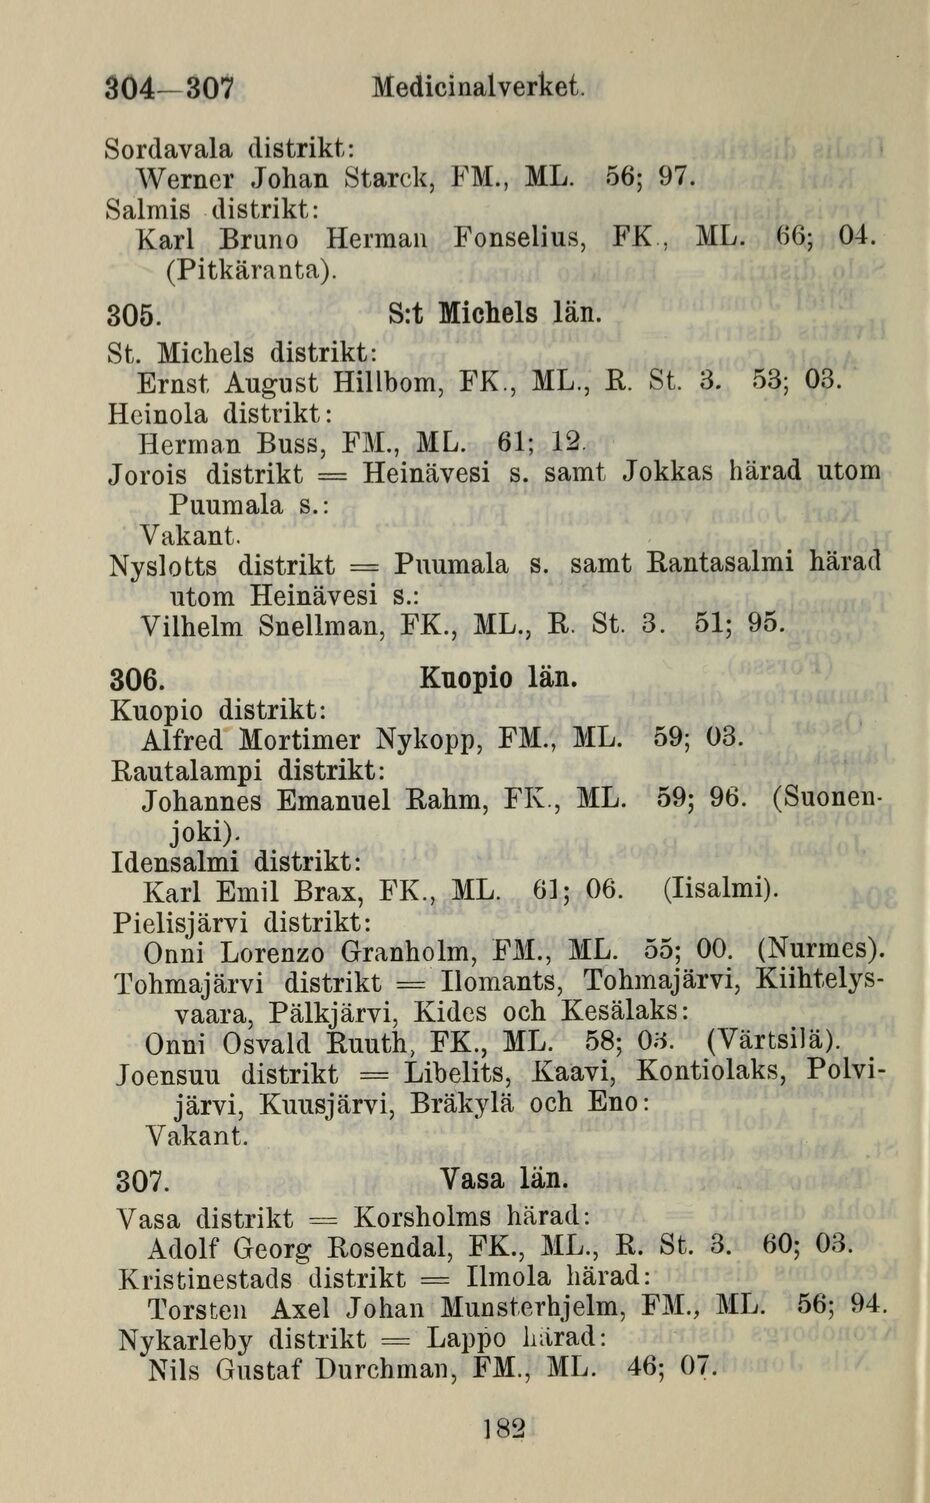 304—307 Medicinalverket.
Sordavala distrikt:
Werner Johan Starck, FM., ML. 56; 97.
Salmis distrikt:
Karl Bruno Herman Fonselius, FK., ML. 66; 04.
(Pitkäranta).
305. S:t Michels län.
St. Michels distrikt:
Ernst August Hillbom, FK., ML., R. St. 3. 53; 03.
Heinola distrikt:
Herman Buss, FM., ML. 61; 12.
Jorois distrikt = Heinävesi s. samt Jokkas härad utom
Puumala s.:
Vakant.
Nyslotts distrikt = Puumala s. samt Rantasalmi härad
utom Heinävesi s.:
Vilhelm Snellman, FK., ML., R. St. 3. 51; 95.
306. Kuopio län.
Kuopio distrikt:
Alfred Mortimer Nykopp, FM., ML. 59; 03.
Rautalampi distrikt:
Johannes Emanuel Rahm, FK., ML. 59; 96. (Suonen-
joki).
Idensalmi distrikt:
Karl Emil Brax, FK., ML. 61; 06. (Iisalmi).
Pielisjärvi distrikt:
Onni Lorenzo Granholm, FM., ML. 55; 00. (Nurmes).
Tohmajärvi distrikt = Ilomants, Tohmajärvi, Kiihtelys-
vaara, Pälkjärvi, Kides och Kesälaks:
Onni Osvald Ruuth, FK., ML. 58; 03. (Värtsilä).
Joensuu distrikt = Libelits, Kaavi, Kontiolaks, Polvi-
järvi, Kuusjärvi, Bräkylä och Eno:
Vakant.
307. Vasa län.
Vasa distrikt = Korsholms härad:
Adolf Georg Rosendal, FK., ML., R. St. 3. 60; 03.
Kristinestads distrikt = Ilmola härad:
Torsten Axel Johan Munsterhjelm, FM., ML. 56; 94.
Nykarleby distrikt = Lappo härad:
Nils Gustaf Durchman, FM., ML. 46; 07.
182